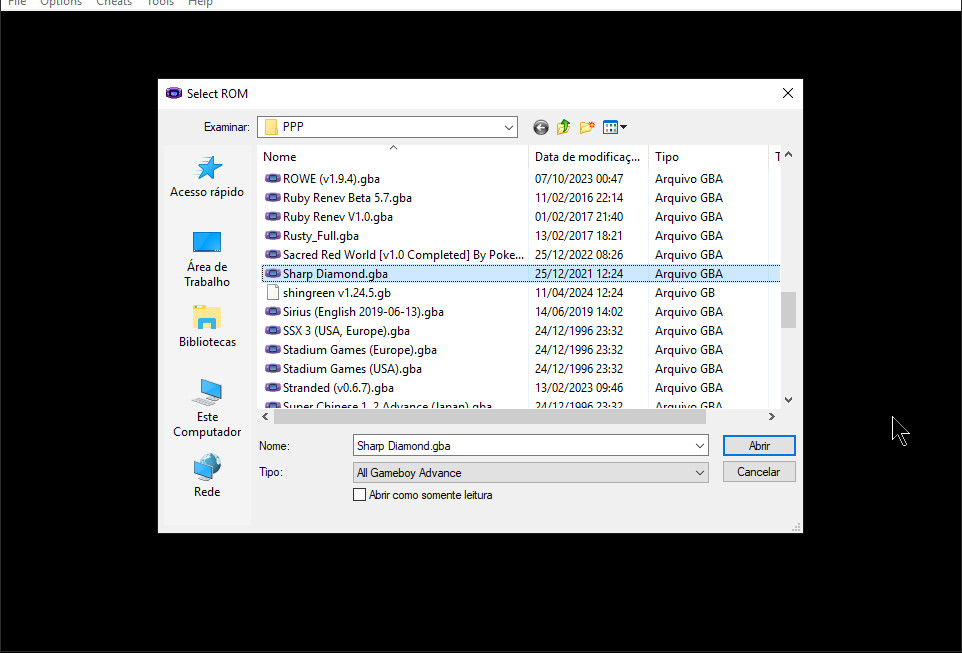 File Options Cheats Tools Help
Select ROM
Examinar: PPP
Nome Data de modificaç... Tipo T
ROWE (v1.9.4).gba 07/10/2023 00:47 Arquivo GBA
Ruby Renev Beta 5.7.gba 11/02/2016 22:14 Arquivo GBA
Ruby Renev V1.0.gba 01/02/2017 21:40 Arquivo GBA
Rusty_Full.gba 13/02/2017 18:21 Arquivo GBA
Sacred Red World [v1.0 Completed] By Poke... 25/12/2022 08:26 Arquivo GBA
Sharp Diamond.gba 25/12/2021 12:24 Arquivo GBA
shingreen v1.24.5.gb 11/04/2024 12:24 Arquivo GB
Sirius (English 2019-06-13).gba 14/06/2019 14:02 Arquivo GBA
SSX 3 (USA, Europe).gba 24/12/1996 23:32 Arquivo GBA
Stadium Games (Europe).gba 24/12/1996 23:32 Arquivo GBA
Stadium Games (USA).gba 24/12/1996 23:32 Arquivo GBA
Stranded (v0.6.7).gba 13/02/2023 09:46 Arquivo GBA
Super Chinese 1, 2 Advance (Japan).gba 24/12/1996 23:32 Arquivo GBA
Acesso rápido
Área de
Trabalho
Bibliotecas
Este
Computador
Rede
Nome: Sharp Diamond.gba Abrir
Tipo: All Gameboy Advance Cancelar
Abrir como somente leitura